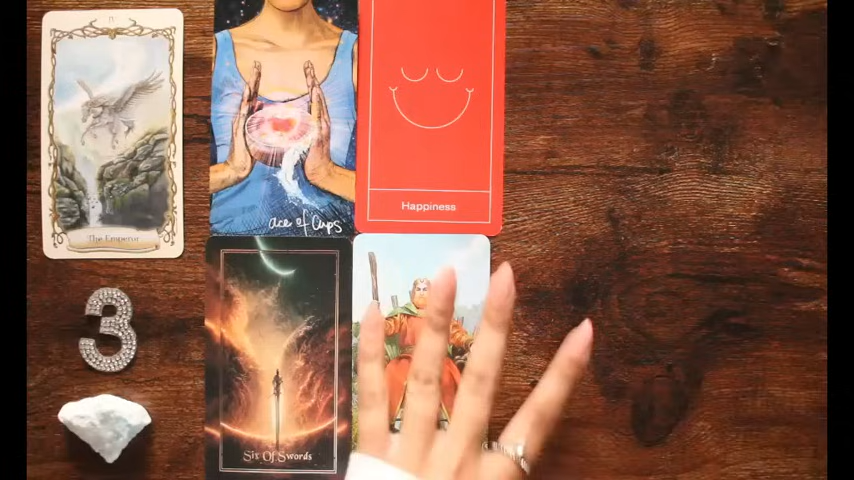 IV
The Emperor
ace of Cups
Happiness
3
Six Of Swords